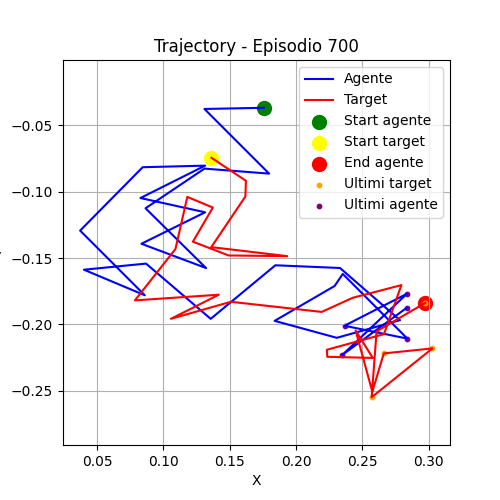 Trajectory - Episodio 700
Agente
Target
Start agente
Start target
End agente
Ultimi target
Ultimi agente
−0.05
−0.10
−0.15
−0.20
−0.25
0.05 0.10 0.15 0.20 0.25 0.30
X